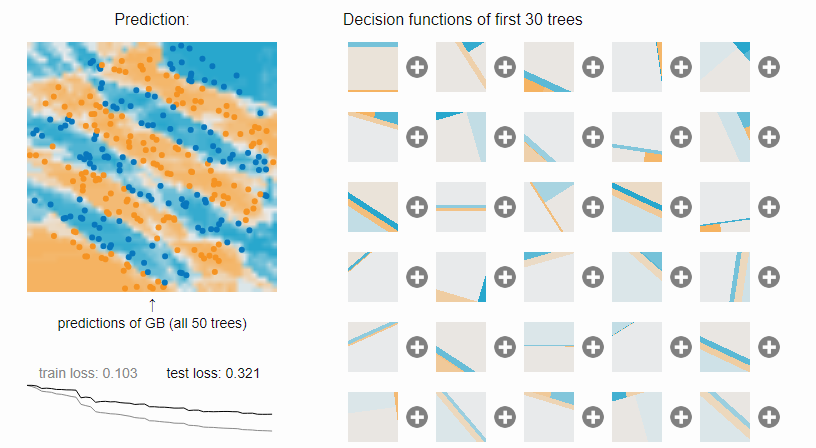 Prediction:
Decision functions of first 30 trees
↑
predictions of GB (all 50 trees)
train loss: 0.103 test loss: 0.321